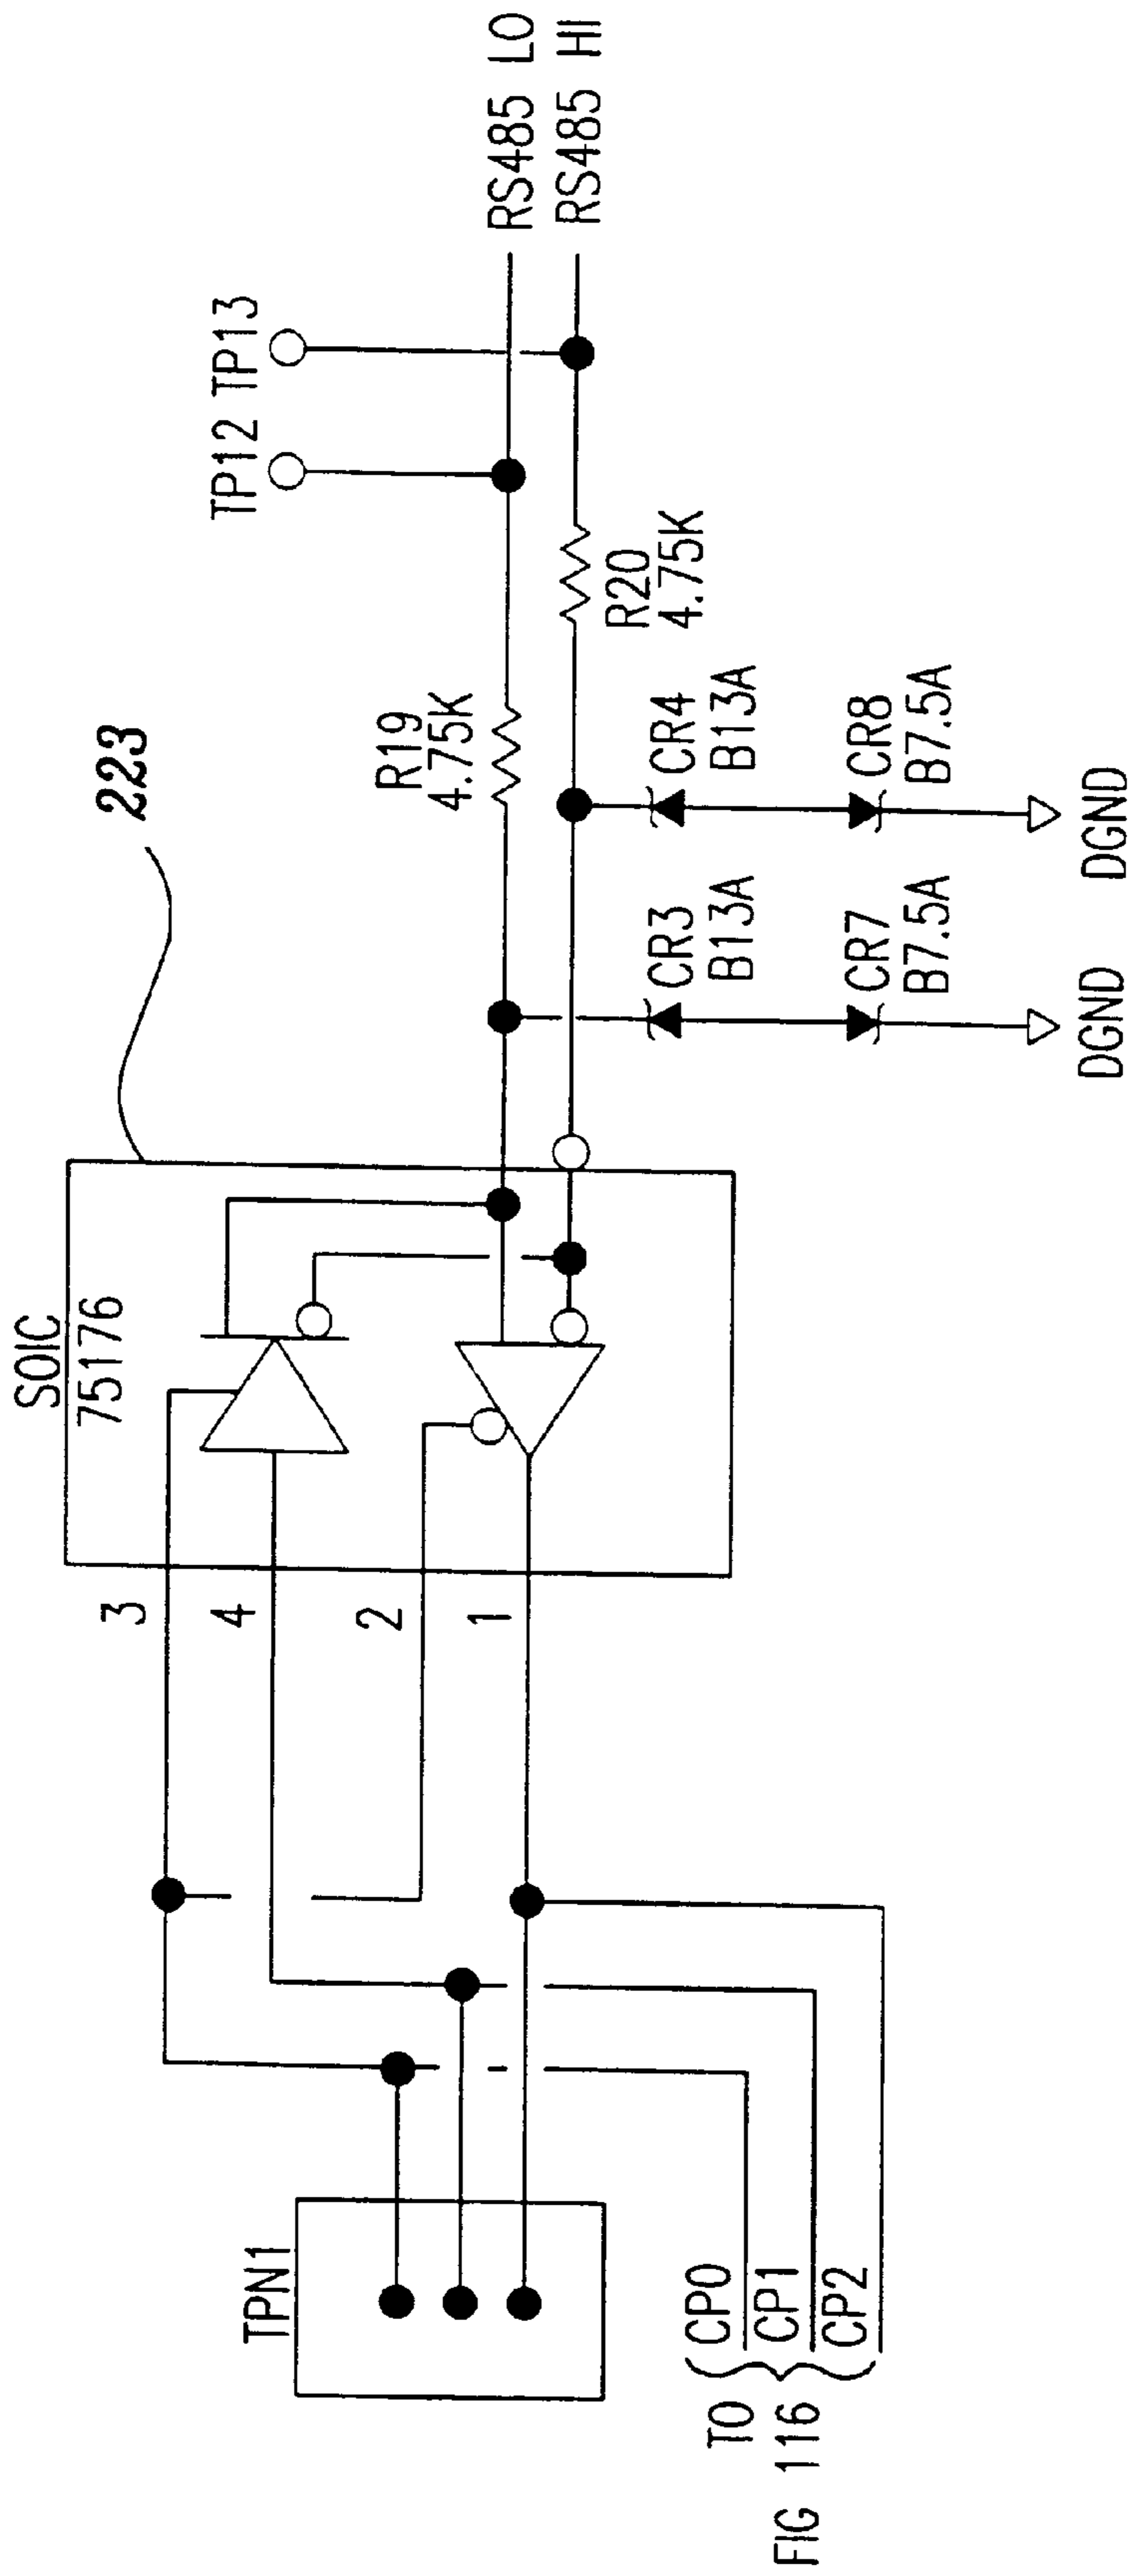 SOIC
75176
223
3
4
2
1
TPN1
TO
FIG 116
CP0
CP1
CP2
R19
4.75K
R20
4.75K
TP12
TP13
RS485 LO
RS485 HI
CR3
B13A
CR4
B13A
CR7
B7.5A
CR8
B7.5A
DGND
DGND